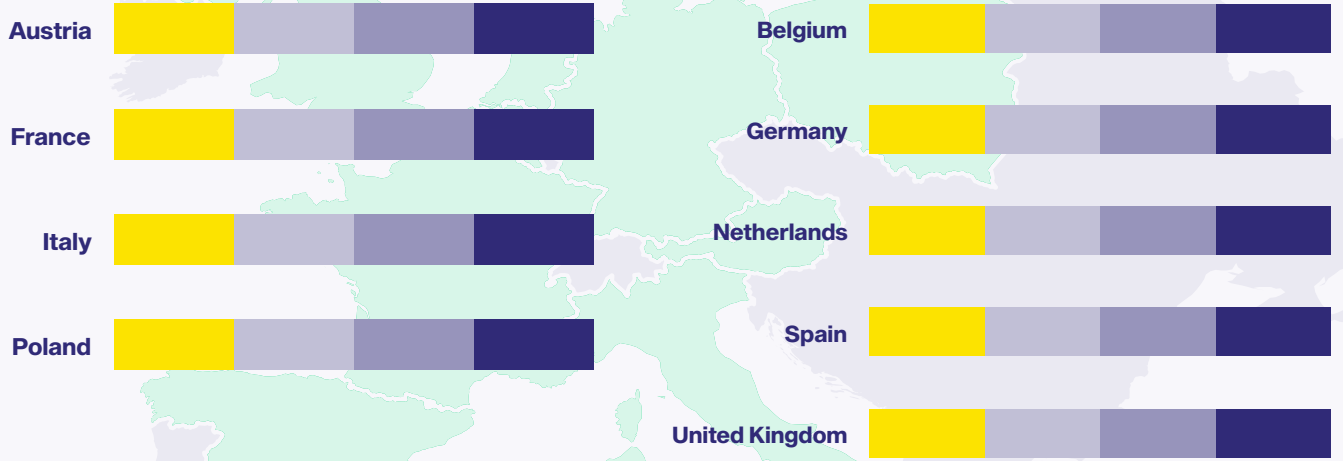 Austria
France
Italy
Poland
Belgium
Germany
Netherlands
Spain
United Kingdom